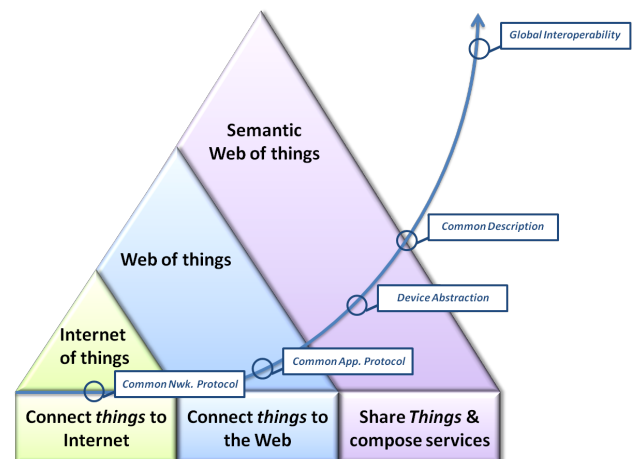 Global Interoperability
Semantic
Web of things
Common Description
Web of things
Device Abstraction
Internet
of things
Common App. Protocol
Common Nwk. Protocol
Connect things to
Internet
Connect things to
the Web
Share Things &
compose services